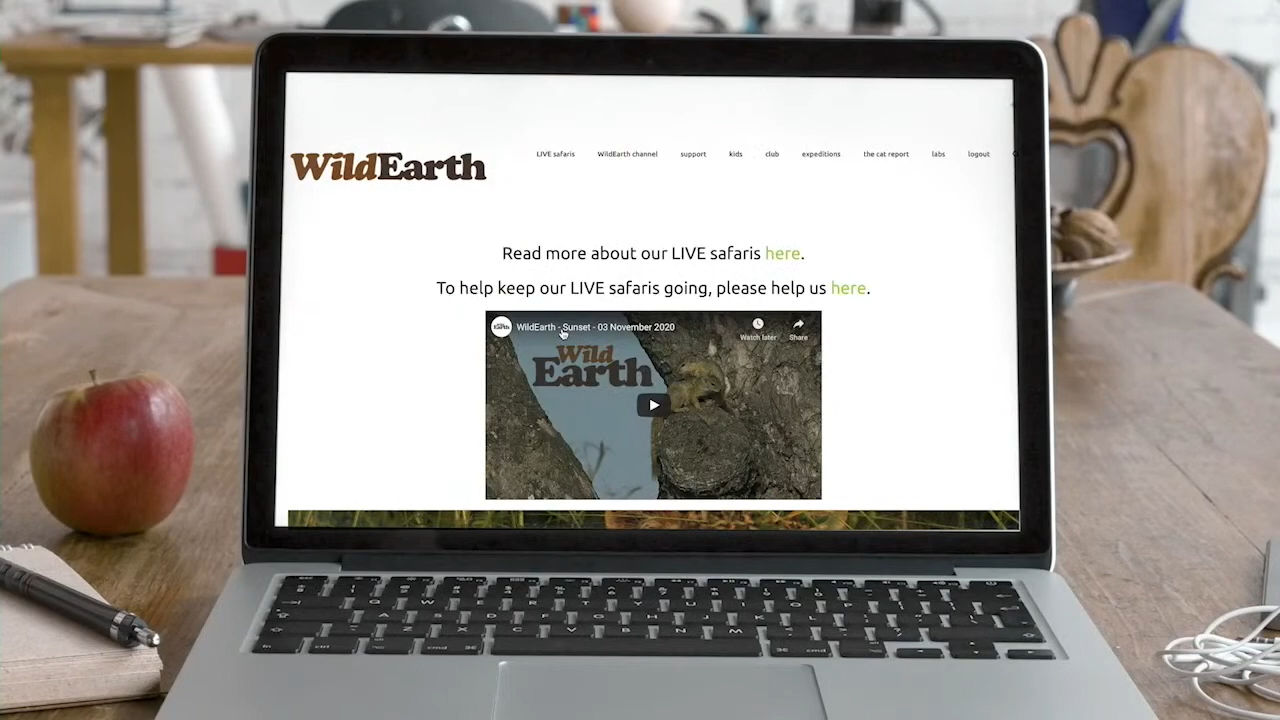 WildEarth
LIVE safaris WildEarth channel support kids club expeditions the cat report labs logout
Read more about our LIVE safaris here.
To help keep our LIVE safaris going, please help us here.
WildEarth - Sunset - 03 November 2020
Watch later Share
Wild
Earth